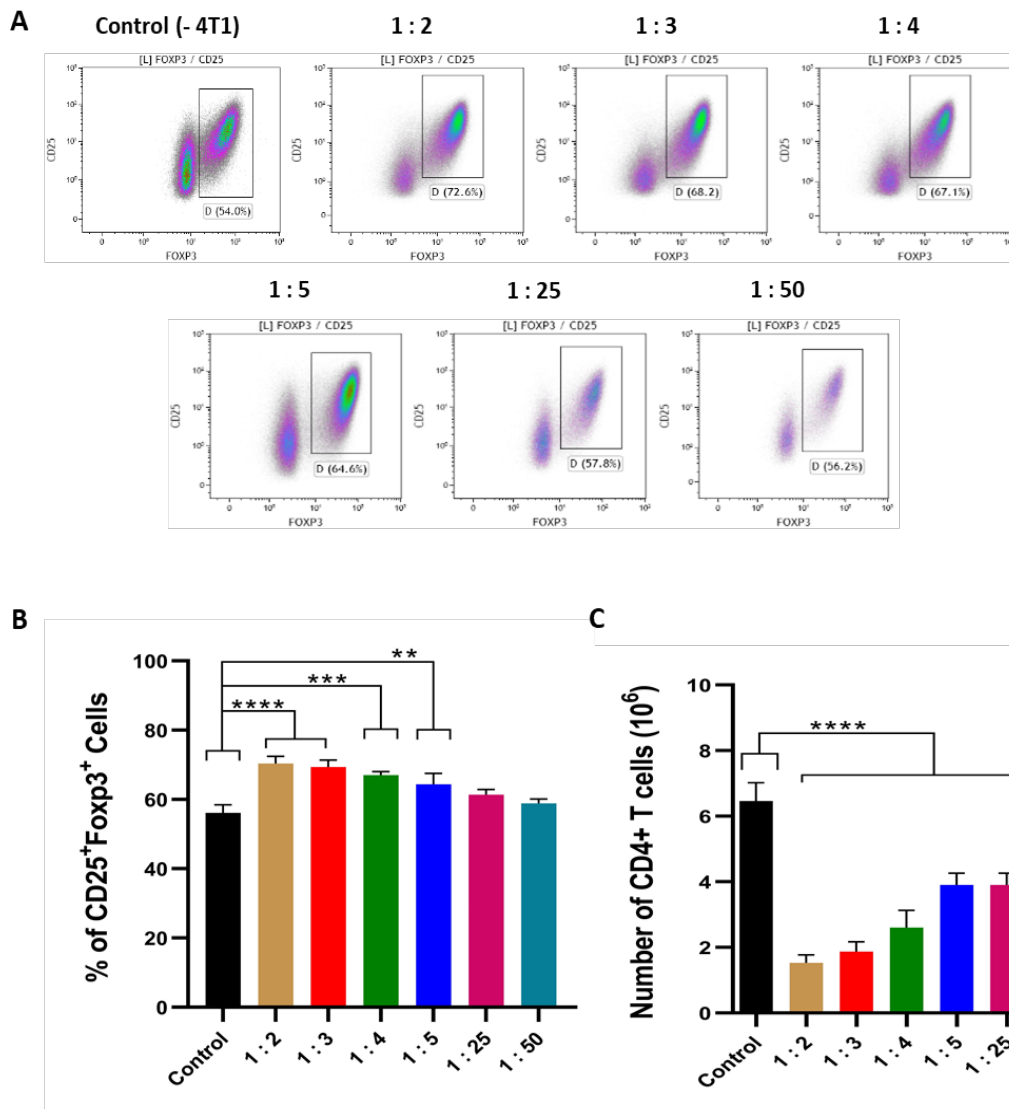 A
Control (- 4T1)
1 : 2
1 : 3
1 : 4
[L] FOXP3 / CD25
[L] FOXP3 / CD25
[L] FOXP3 / CD25
[L] FOXP3 / CD25
CD25
CD25
CD25
CD25
D (54.0%)
D (72.6%)
D (68.2)
D (67.1%)
FOXP3
FOXP3
FOXP3
FOXP3
1 : 5
1 : 25
1 : 50
[L] FOXP3 / CD25
[L] FOXP3 / CD25
[L] FOXP3 / CD25
CD25
CD25
CD25
D (64.6%)
D (57.8%)
D (56.2%)
FOXP3
FOXP3
FOXP3
B
% of CD25⁺Foxp3⁺ Cells
100
80
60
40
20
0
**
***
****
Control
1 : 2
1 : 3
1 : 4
1 : 5
1 : 25
1 : 50
C
Number of CD4+ T cells (10⁶)
10
8
6
4
2
0
****
Control
1 : 2
1 : 3
1 : 4
1 : 5
1 : 25